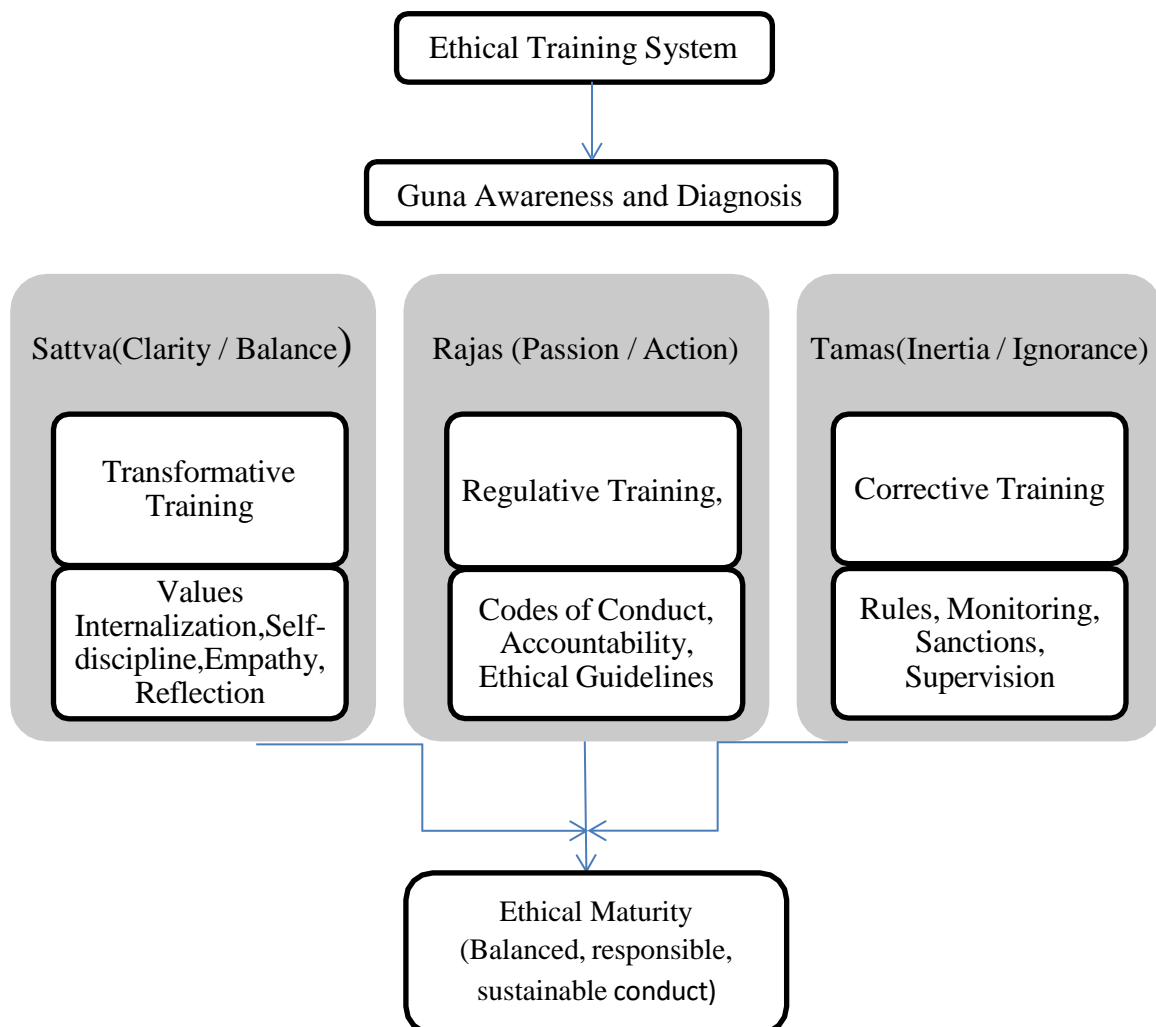 Ethical Training System
Guna Awareness and Diagnosis
Sattva(Clarity / Balance)
Transformative
Training
Values
Internalization,Self-
discipline,Empathy,
Reflection
Rajas (Passion / Action)
Regulative Training,
Codes of Conduct,
Accountability,
Ethical Guidelines
Tamas(Inertia / Ignorance)
Corrective Training
Rules, Monitoring,
Sanctions,
Supervision
Ethical Maturity
(Balanced, responsible,
sustainable conduct)